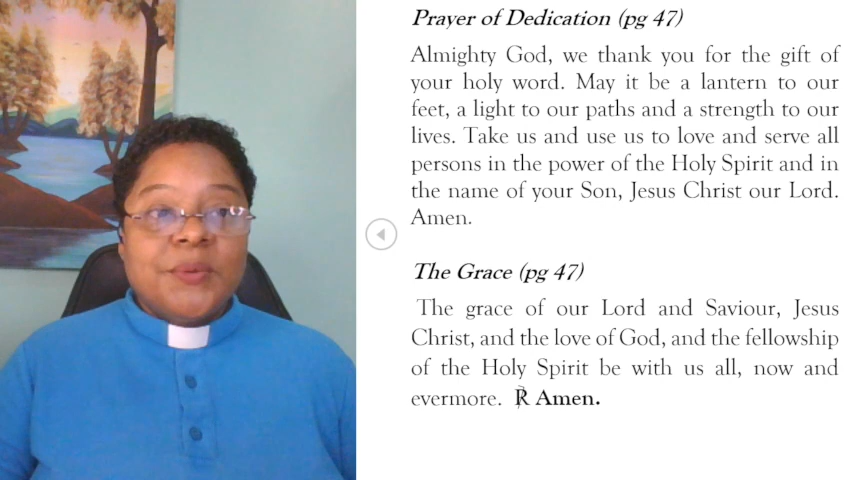 Prayer of Dedication (pg 47)
Almighty God, we thank you for the gift of
your holy word. May it be a lantern to our
feet, a light to our paths and a strength to our
lives. Take us and use us to love and serve all
persons in the power of the Holy Spirit and in
the name of your Son, Jesus Christ our Lord.
Amen.
The Grace (pg 47)
The grace of our Lord and Saviour, Jesus
Christ, and the love of God, and the fellowship
of the Holy Spirit be with us all, now and
evermore. ℟ Amen.